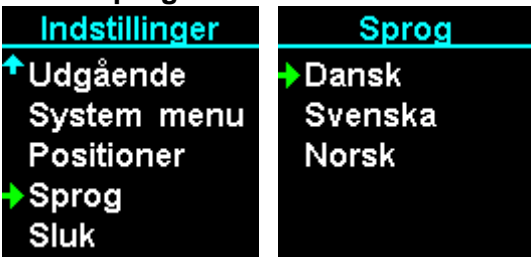 Indstillinger
Udgående
System menu
Positioner
Sprog
Sluk
Sprog
Dansk
Svenska
Norsk